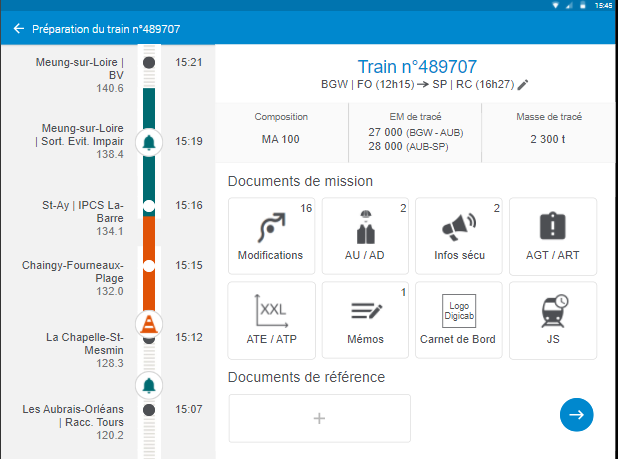 15:45
Préparation du train n°489707
Meung-sur-Loire |
BV
140.6
15:21
Meung-sur-Loire
| Sort. Evit. Impair
138.4
15:19
St-Ay | IPCS La-
Barre
134.1
15:16
Chaingy-Fourneaux-
Plage
132.0
15:15
La Chapelle-St-
Mesmin
128.3
15:12
Les Aubrais-Orléans
| Racc. Tours
120.2
15:07
Train n°489707
BGW | FO (12h15) → SP | RC (16h27)
Composition
MA 100
EM de tracé
27 000 (BGW - AUB)
28 000 (AUB-SP)
Masse de tracé
2 300 t
Documents de mission
16
Modifications
2
AU / AD
2
Infos sécu
AGT / ART
XXL
ATE / ATP
1
Mémos
Logo
Digicab
Carnet de Bord
JS
Documents de référence
+